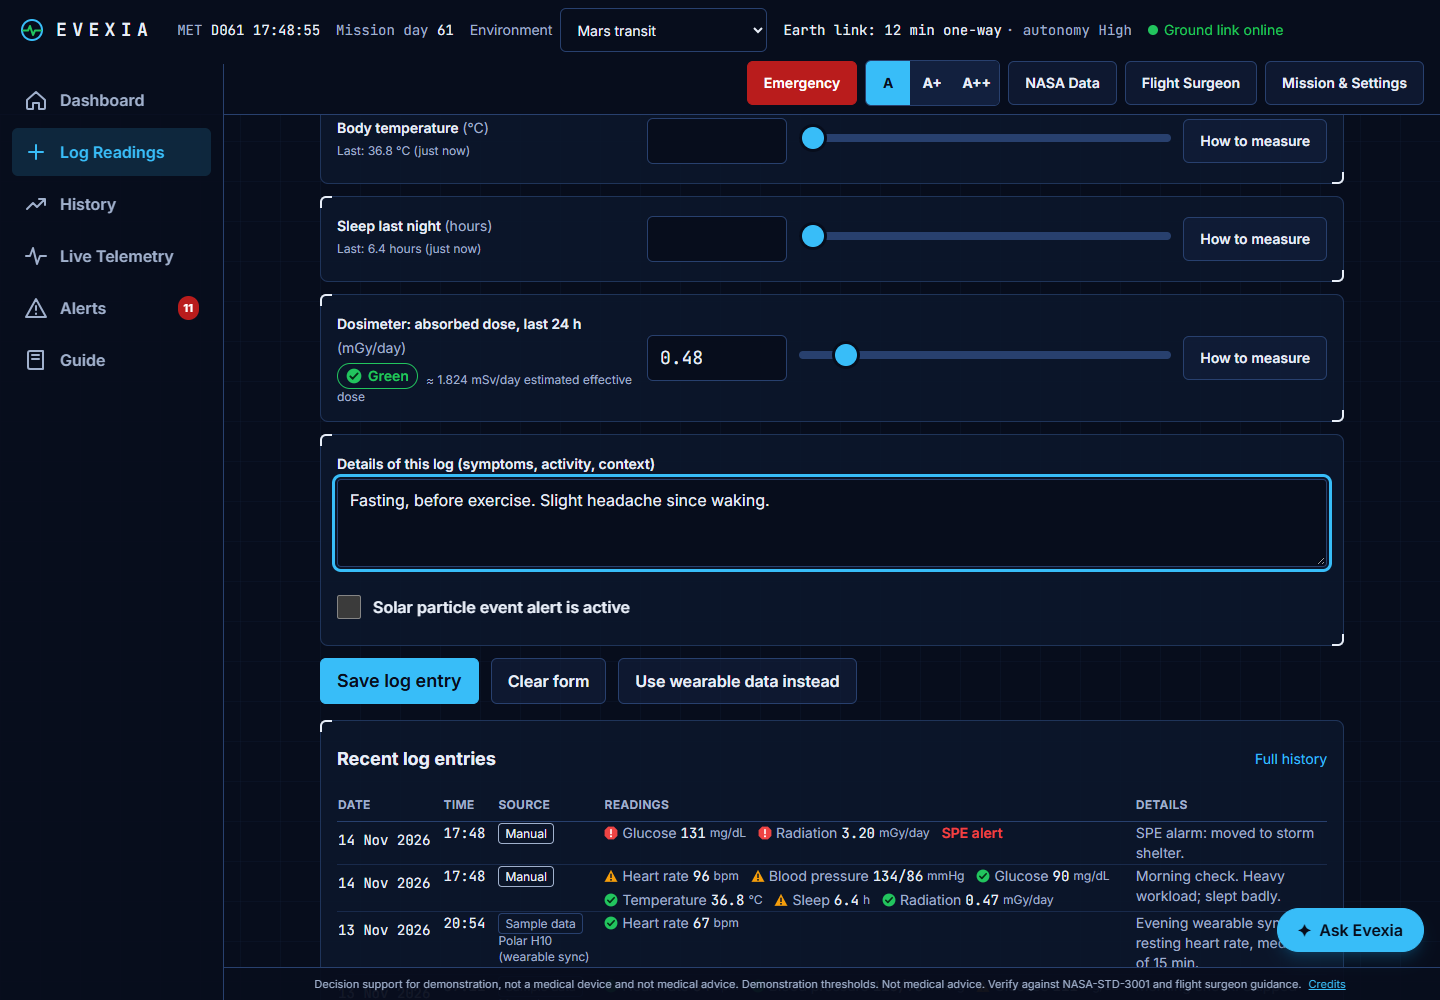 EVEXIA MET D061 17:48:55 Mission day 61 Environment Mars transit Earth link: 12 min one-way · autonomy High Ground link online
Emergency A A+ A++ NASA Data Flight Surgeon Mission & Settings
Dashboard
Log Readings
History
Live Telemetry
Alerts 11
Guide
Body temperature (°C)
Last: 36.8 °C (just now)
How to measure
Sleep last night (hours)
Last: 6.4 hours (just now)
How to measure
Dosimeter: absorbed dose, last 24 h
(mGy/day)
Green ≈ 1.824 mSv/day estimated effective
dose
0.48
How to measure
Details of this log (symptoms, activity, context)
Fasting, before exercise. Slight headache since waking.
Solar particle event alert is active
Save log entry Clear form Use wearable data instead
Recent log entries Full history
DATE TIME SOURCE READINGS DETAILS
14 Nov 2026 17:48 Manual Glucose 131 mg/dL Radiation 3.20 mGy/day SPE alert SPE alarm: moved to storm
shelter.
14 Nov 2026 17:48 Manual Heart rate 96 bpm Blood pressure 134/86 mmHg Glucose 90 mg/dL Morning check. Heavy
Temperature 36.8 °C Sleep 6.4 h Radiation 0.47 mGy/day workload; slept badly.
13 Nov 2026 20:54 Sample data Heart rate 67 bpm Evening wearable
Polar H10 resting heart rate,
(wearable sync) of 15 min.
Ask Evexia
Decision support for demonstration, not a medical device and not medical advice. Demonstration thresholds. Not medical advice. Verify against NASA-STD-3001 and flight surgeon guidance. Credits